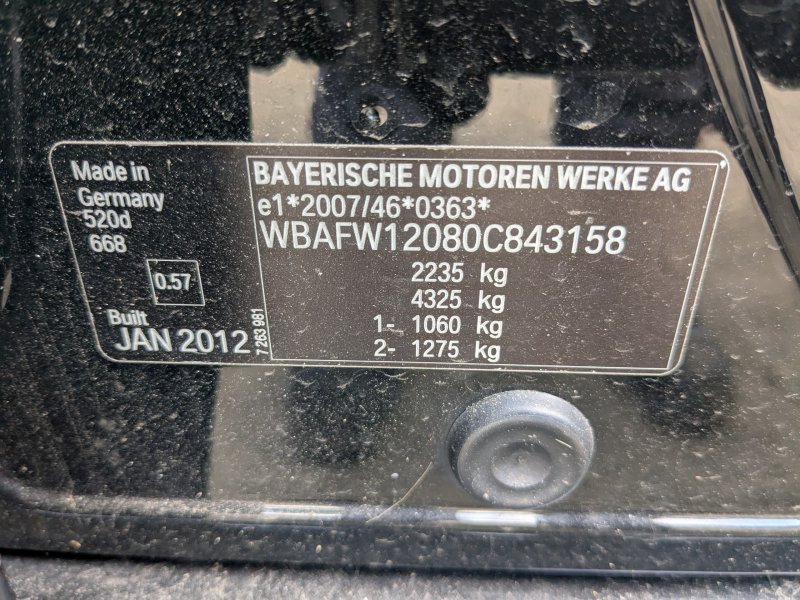 Made in
Germany
520d
668
0.57
Built
JAN 2012
7 263 981
BAYERISCHE MOTOREN WERKE AG
e1*2007/46*0363*
WBAFW12080C843158
2235 kg
4325 kg
1- 1060 kg
2- 1275 kg